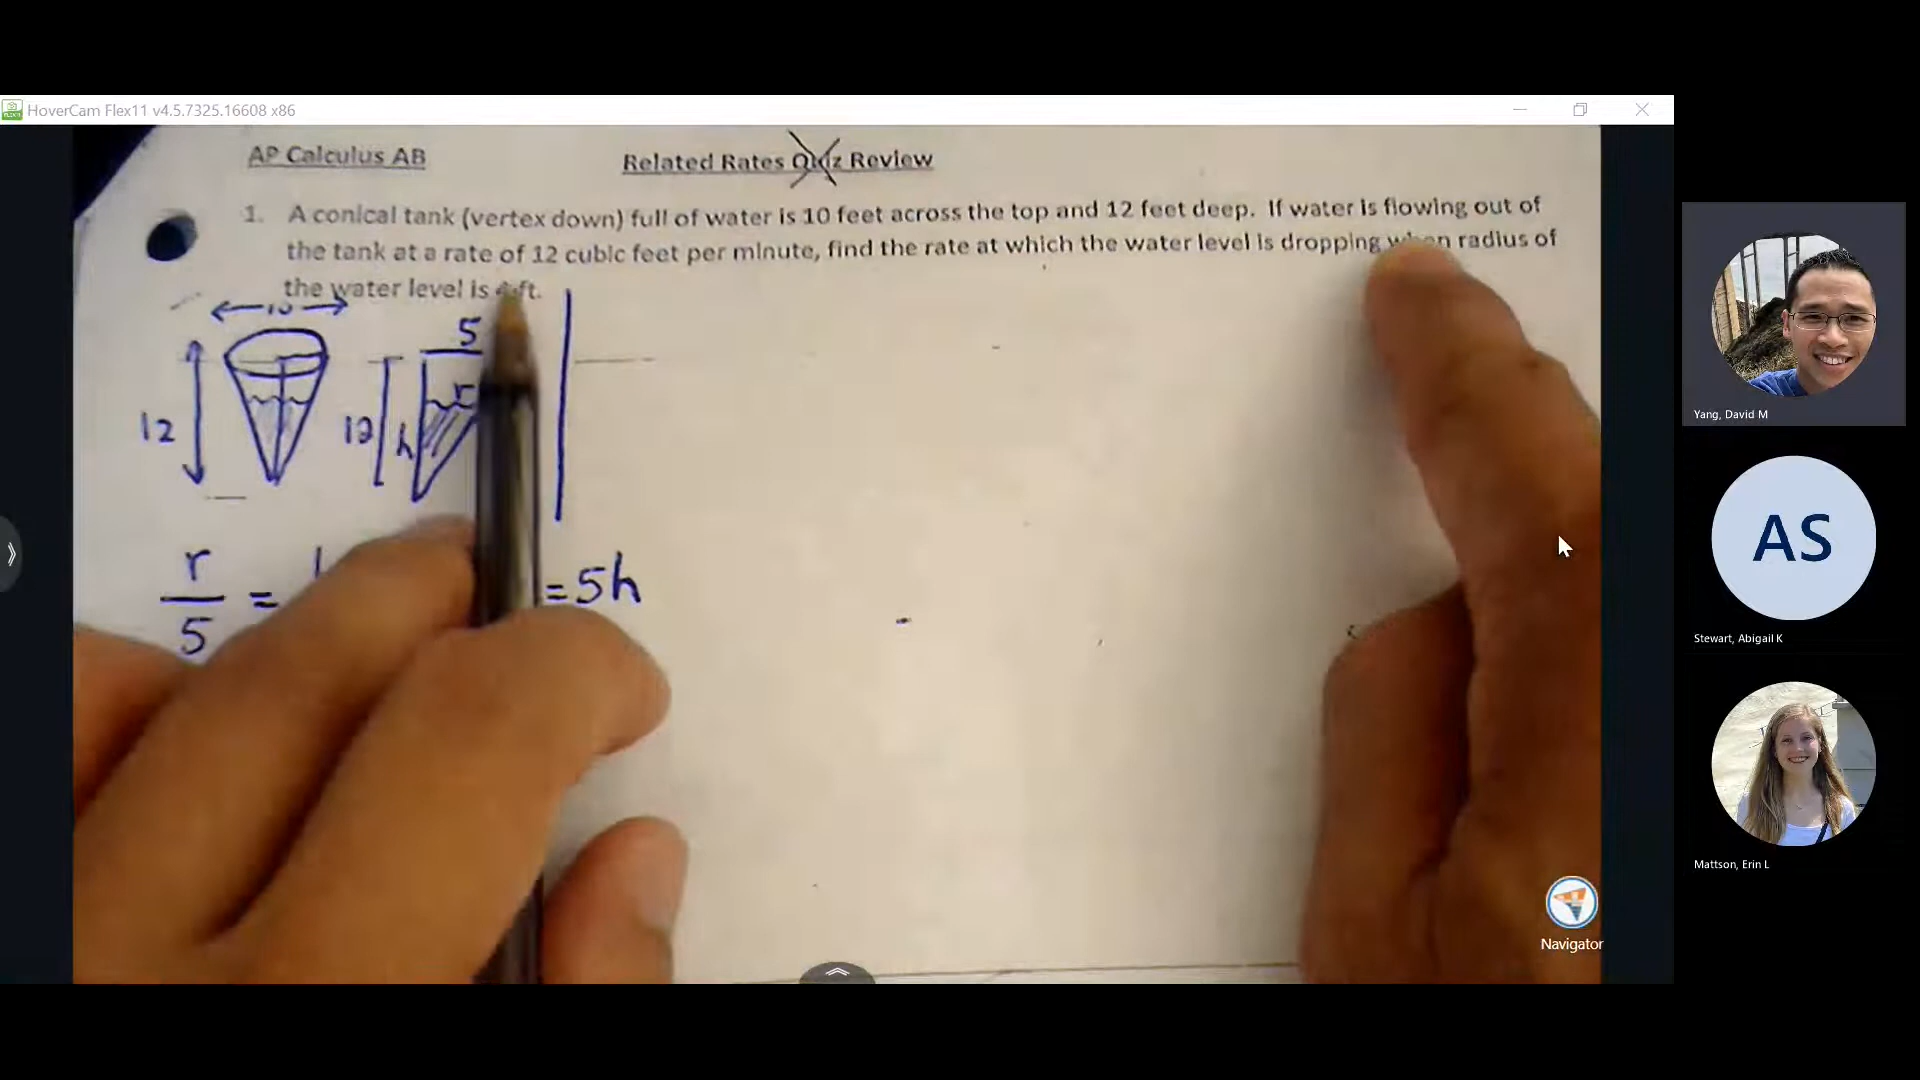 HoverCam Flex11 v4.5.7325.16608 x86
AP Calculus AB
Related Rates Quiz Review
1. A conical tank (vertex down) full of water is 10 feet across the top and 12 feet deep. If water is flowing out of
the tank at a rate of 12 cubic feet per minute, find the rate at which the water level is dropping when radius of
the water level is ft.
10
5
r
12
12
h
r
=
5
=5h
Yang, David M
AS
Stewart, Abigail K
Mattson, Erin L
Navigator